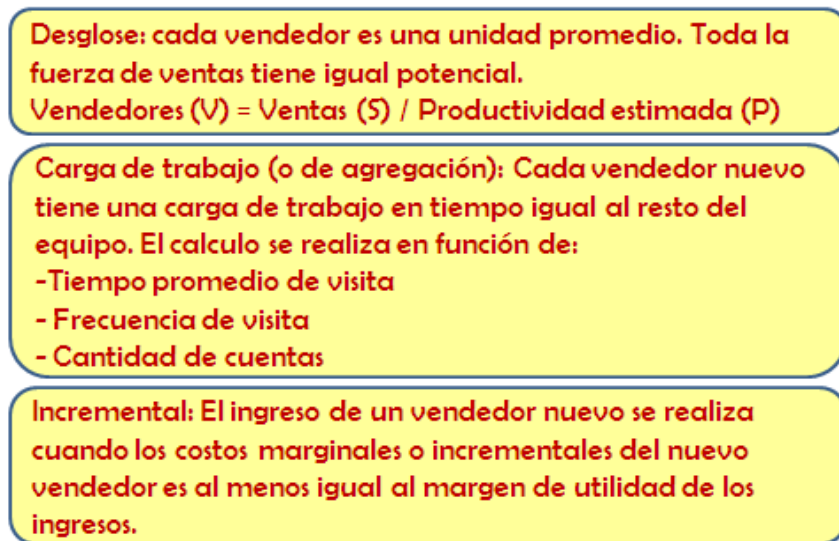 Desglose: cada vendedor es una unidad promedio. Toda la
fuerza de ventas tiene igual potencial.
Vendedores (V) = Ventas (S) / Productividad estimada (P)
Carga de trabajo (o de agregación): Cada vendedor nuevo
tiene una carga de trabajo en tiempo igual al resto del
equipo. El calculo se realiza en función de:
-Tiempo promedio de visita
- Frecuencia de visita
- Cantidad de cuentas
Incremental: El ingreso de un vendedor nuevo se realiza
cuando los costos marginales o incrementales del nuevo
vendedor es al menos igual al margen de utilidad de los
ingresos.